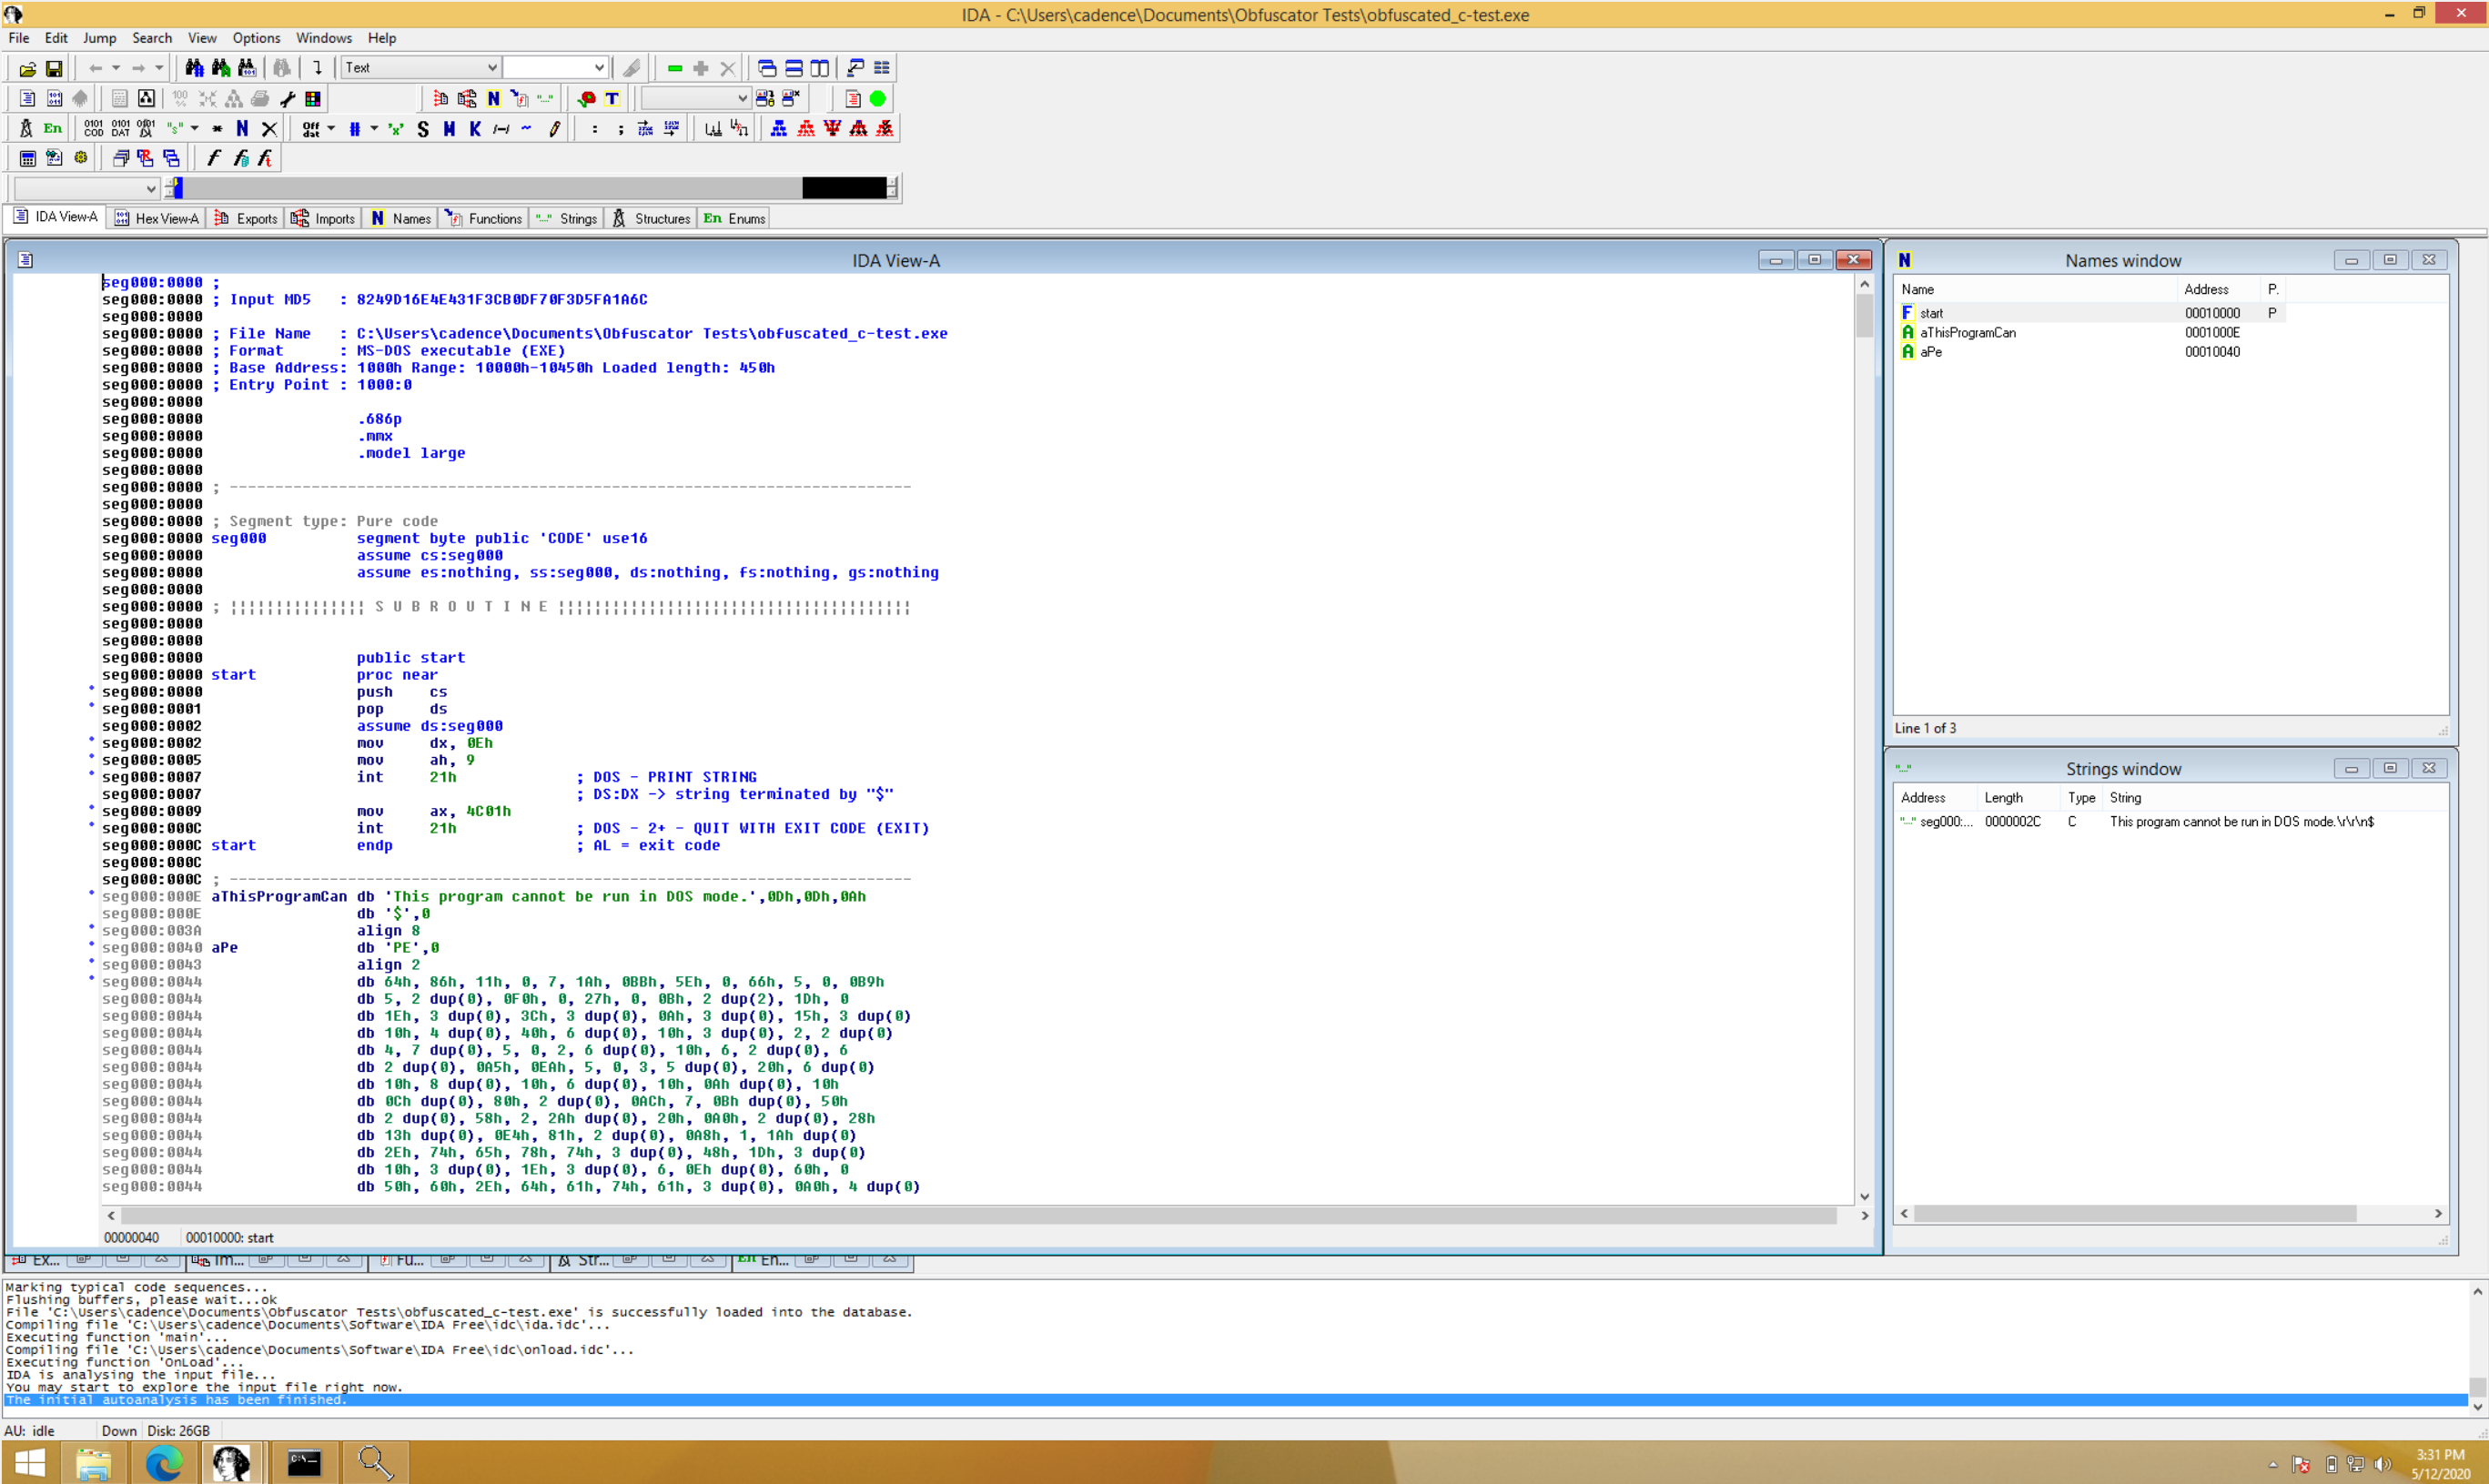 IDA - C:\Users\cadence\Documents\Obfuscator Tests\obfuscated_c-test.exe
File Edit Jump Search View Options Windows Help
Text
En
IDA View-A Hex View-A Exports Imports N Names Functions Strings Structures En Enums
IDA View-A
seg000:0000 ;
seg000:0000 ; Input MD5   : 8249D16E4E431F3CB0DF70F3D5FA1A6C
seg000:0000
seg000:0000 ; File Name   : C:\Users\cadence\Documents\Obfuscator Tests\obfuscated_c-test.exe
seg000:0000 ; Format      : MS-DOS executable (EXE)
seg000:0000 ; Base Address: 1000h Range: 10000h-10450h Loaded length: 450h
seg000:0000 ; Entry Point : 1000:0
seg000:0000
seg000:0000 .686p
seg000:0000 .mmx
seg000:0000 .model large
seg000:0000
seg000:0000 ; ---------------------------------------------------------------------------
seg000:0000
seg000:0000 ; Segment type: Pure code
seg000:0000 seg000 segment byte public 'CODE' use16
seg000:0000 assume cs:seg000
seg000:0000 assume es:nothing, ss:seg000, ds:nothing, fs:nothing, gs:nothing
seg000:0000
seg000:0000 ; ¦¦¦¦¦¦¦¦¦¦¦¦¦¦¦ S U B R O U T I N E ¦¦¦¦¦¦¦¦¦¦¦¦¦¦¦¦¦¦¦¦¦¦¦¦¦¦¦¦¦¦¦¦¦¦¦¦¦¦¦
seg000:0000
seg000:0000
seg000:0000 public start
seg000:0000 start proc near
seg000:0000 push cs
seg000:0001 pop ds
seg000:0002 assume ds:seg000
seg000:0002 mov dx, 0Eh
seg000:0005 mov ah, 9
seg000:0007 int 21h ; DOS - PRINT STRING
seg000:0007 ; DS:DX -> string terminated by "$"
seg000:0009 mov ax, 4C01h
seg000:000C int 21h ; DOS - 2+ - QUIT WITH EXIT CODE (EXIT)
seg000:000C start endp ; AL = exit code
seg000:000C
seg000:000C ; ---------------------------------------------------------------------------
seg000:000E aThisProgramCan db 'This program cannot be run in DOS mode.',0Dh,0Dh,0Ah
seg000:000E db '$',0
seg000:003A align 8
seg000:0040 aPe db 'PE',0
seg000:0043 align 2
seg000:0044 db 64h, 86h, 11h, 0, 7, 1Ah, 0BBh, 5Eh, 0, 66h, 5, 0, 0B9h
seg000:0044 db 5, 2 dup(0), 0F0h, 0, 27h, 0, 0Bh, 2 dup(2), 1Dh, 0
seg000:0044 db 1Eh, 3 dup(0), 3Ch, 3 dup(0), 0Ah, 3 dup(0), 15h, 3 dup(0)
seg000:0044 db 10h, 4 dup(0), 40h, 6 dup(0), 10h, 3 dup(0), 2, 2 dup(0)
seg000:0044 db 4, 7 dup(0), 5, 0, 2, 6 dup(0), 10h, 6, 2 dup(0), 6
seg000:0044 db 2 dup(0), 0A5h, 0EAh, 5, 0, 3, 5 dup(0), 20h, 6 dup(0)
seg000:0044 db 10h, 8 dup(0), 10h, 6 dup(0), 10h, 0Ah dup(0), 10h
seg000:0044 db 0Ch dup(0), 80h, 2 dup(0), 0ACh, 7, 0Bh dup(0), 50h
seg000:0044 db 2 dup(0), 58h, 2, 2Ah dup(0), 20h, 0A0h, 2 dup(0), 28h
seg000:0044 db 13h dup(0), 0E4h, 81h, 2 dup(0), 0A8h, 1, 1Ah dup(0)
seg000:0044 db 2Eh, 74h, 65h, 78h, 74h, 3 dup(0), 48h, 1Dh, 3 dup(0)
seg000:0044 db 10h, 3 dup(0), 1Eh, 3 dup(0), 6, 0Eh dup(0), 60h, 0
seg000:0044 db 50h, 60h, 2Eh, 64h, 61h, 74h, 61h, 3 dup(0), 0A0h, 4 dup(0)
00000040 00010000: start
Names window
Name Address P.
F start 00010000 P
A aThisProgramCan 0001000E
A aPe 00010040
Line 1 of 3
Strings window
Address Length Type String
"..." seg000:... 0000002C C This program cannot be run in DOS mode.\r\r\n$
Ex... Im... Fu... Str... En En...
Marking typical code sequences...
Flushing buffers, please wait...ok
File 'C:\Users\cadence\Documents\Obfuscator Tests\obfuscated_c-test.exe' is successfully loaded into the database.
Compiling file 'C:\Users\cadence\Documents\Software\IDA Free\idc\ida.idc'...
Executing function 'main'...
Compiling file 'C:\Users\cadence\Documents\Software\IDA Free\idc\onload.idc'...
Executing function 'OnLoad'...
IDA is analysing the input file...
You may start to explore the input file right now.
The initial autoanalysis has been finished.
AU: idle Down Disk: 26GB
3:31 PM
5/12/2020